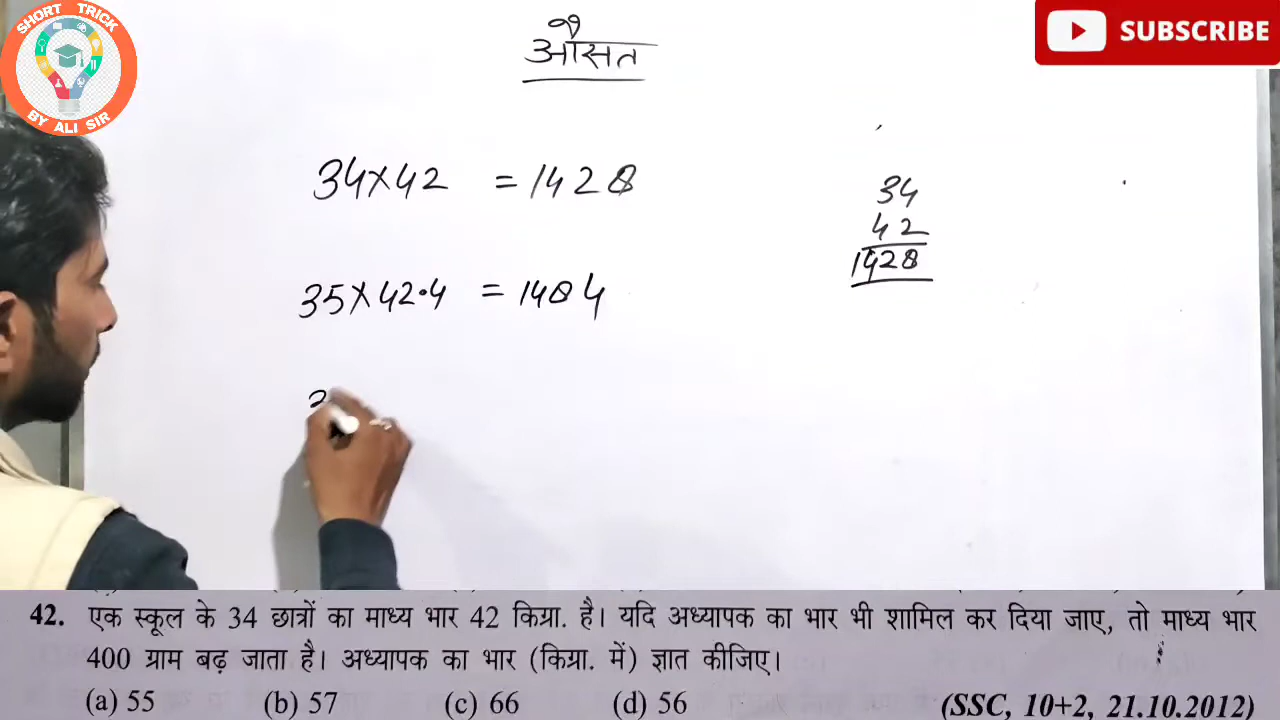 SHORT TRICK
BY ALI SIR
SUBSCRIBE
औसत
34×42 = 1428
34
42
1428
35×42·4 = 1484
42. एक स्कूल के 34 छात्रों का माध्य भार 42 किग्रा. है। यदि अध्यापक का भार भी शामिल कर दिया जाए, तो माध्य भार
400 ग्राम बढ़ जाता है। अध्यापक का भार (किग्रा. में) ज्ञात कीजिए।
(a) 55 (b) 57 (c) 66 (d) 56 (SSC, 10+2, 21.10.2012)